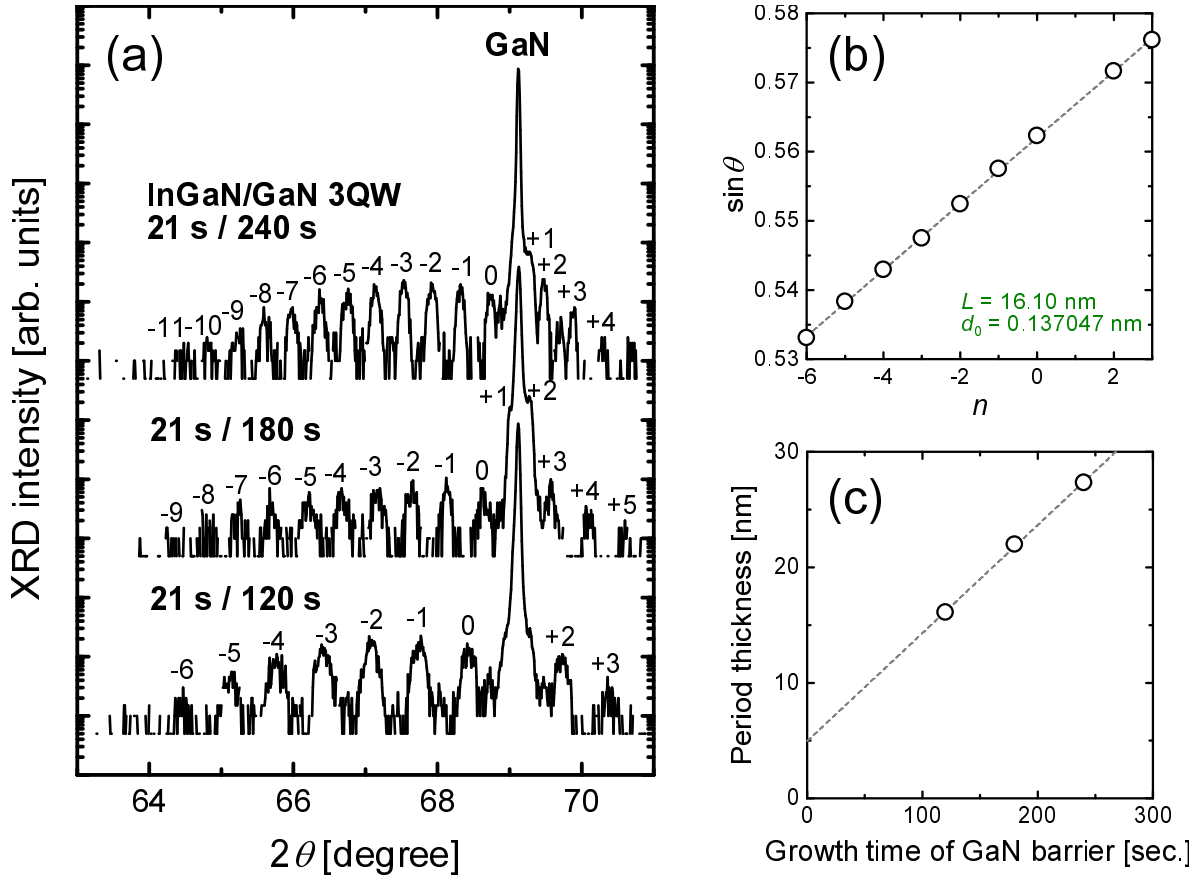 (a)
GaN
InGaN/GaN 3QW
21 s / 240 s
-11 -10 -9 -8 -7 -6 -5 -4 -3 -2 -1 0 +1 +2 +3 +4
21 s / 180 s
-9 -8 -7 -6 -5 -4 -3 -2 -1 0 +1 +2 +3 +4 +5
21 s / 120 s
-6 -5 -4 -3 -2 -1 0 +2 +3
64 66 68 70
2θ [degree]
XRD intensity [arb. units]
(b)
0.58
0.57
0.56
0.55
0.54
0.53
sinθ
L = 16.10 nm
d0 = 0.137047 nm
-6 -4 -2 0 2
n
(c)
30
20
10
0
Period thickness [nm]
0 100 200 300
Growth time of GaN barrier [sec.]